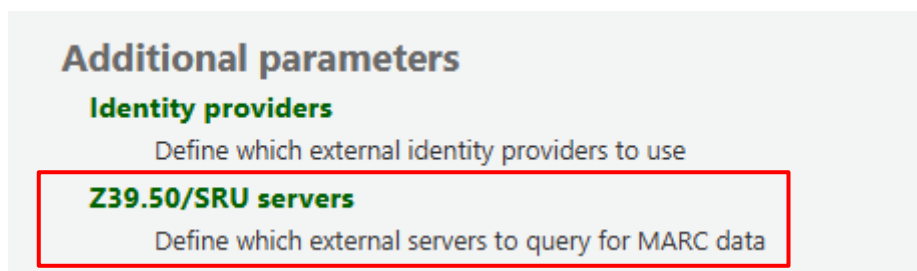 Additional parameters
Identity providers
Define which external identity providers to use
Z39.50/SRU servers
Define which external servers to query for MARC data